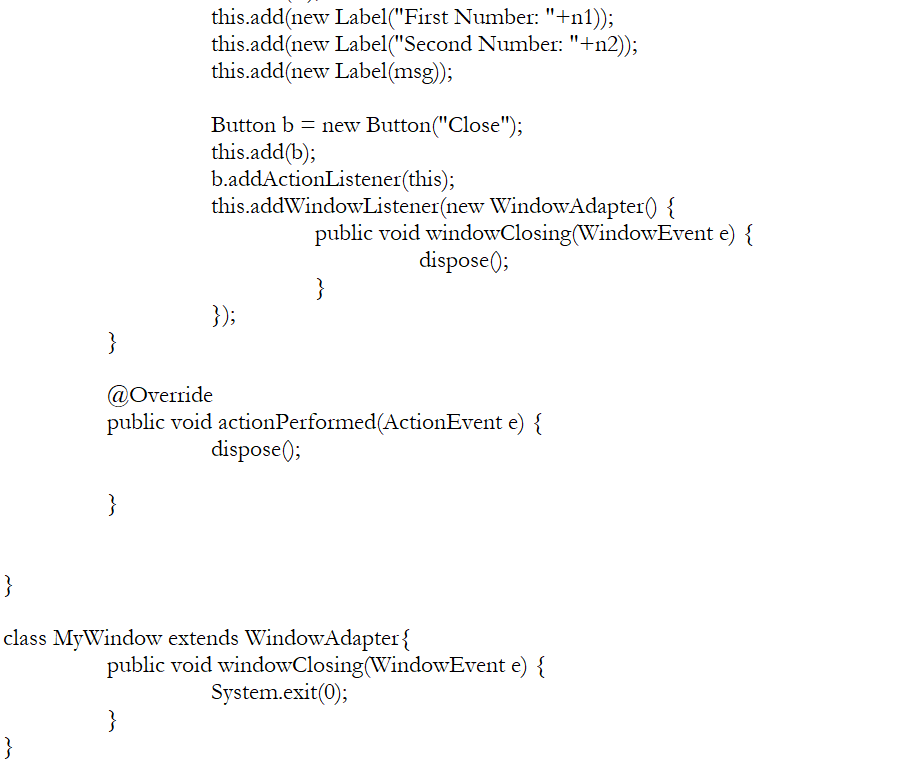 this.add(new Label("First Number: "+n1));
this.add(new Label("Second Number: "+n2));
this.add(new Label(msg));
Button b = new Button("Close");
this.add(b);
b.addActionListener(this);
this.addWindowListener(new WindowAdapter() {
public void windowClosing(WindowEvent e) {
dispose();
}
});
}
@Override
public void actionPerformed(ActionEvent e) {
dispose();
}
}
class MyWindow extends WindowAdapter{
public void windowClosing(WindowEvent e) {
System.exit(0);
}
}